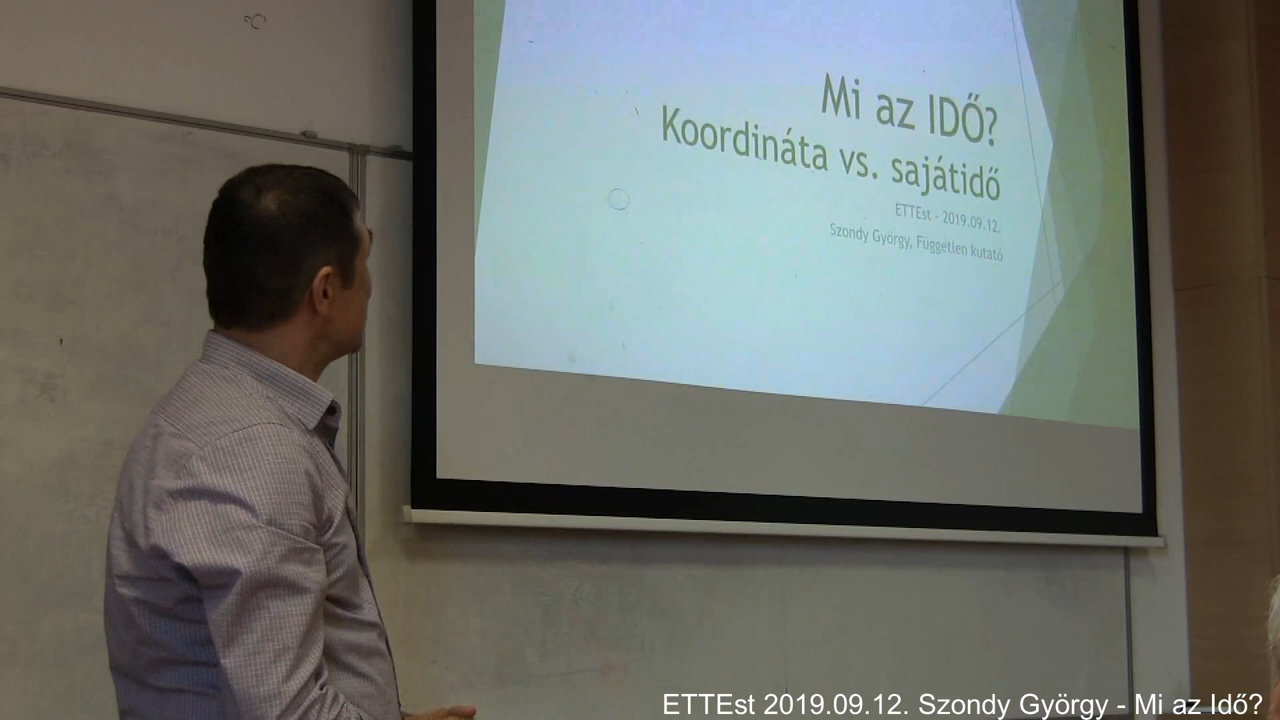 Mi az IDŐ?
Koordináta vs. sajátidő
ETTEst - 2019.09.12.
Szondy György, Független kutató
ETTEst 2019.09.12. Szondy György - Mi az Idő?